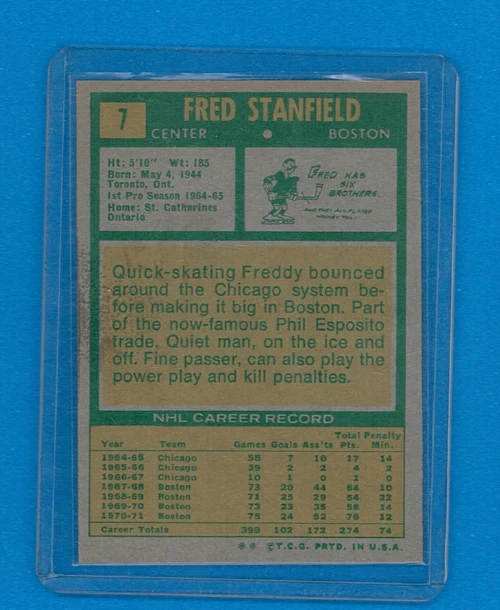 7
FRED STANFIELD
CENTER • BOSTON
Ht: 5'10" Wt: 185
Born: May 4, 1944
Toronto, Ont.
1st Pro Season 1964-65
Home: St. Catherines
Ontario
FRED HAS
SIX
BROTHERS.
AND THEY ALL PLAYED
HOCKEY TOO!
Quick-skating Freddy bounced
around the Chicago system be-
fore making it big in Boston. Part
of the now-famous Phil Esposito
trade. Quiet man, on the ice and
off. Fine passer, can also play the
power play and kill penalties.
NHL CAREER RECORD
Total Penalty
Year Team Games Goals Ass'ts Pts. Min.
1964-65 Chicago 58 7 10 17 14
1965-66 Chicago 39 2 2 4 2
1966-67 Chicago 10 1 0 1 0
1967-68 Boston 73 20 44 64 10
1968-69 Boston 71 25 29 54 22
1969-70 Boston 73 23 35 58 14
1970-71 Boston 75 24 52 76 12
Career Totals 399 102 172 274 74
** ©T.C.G. PRTD. IN U.S.A.